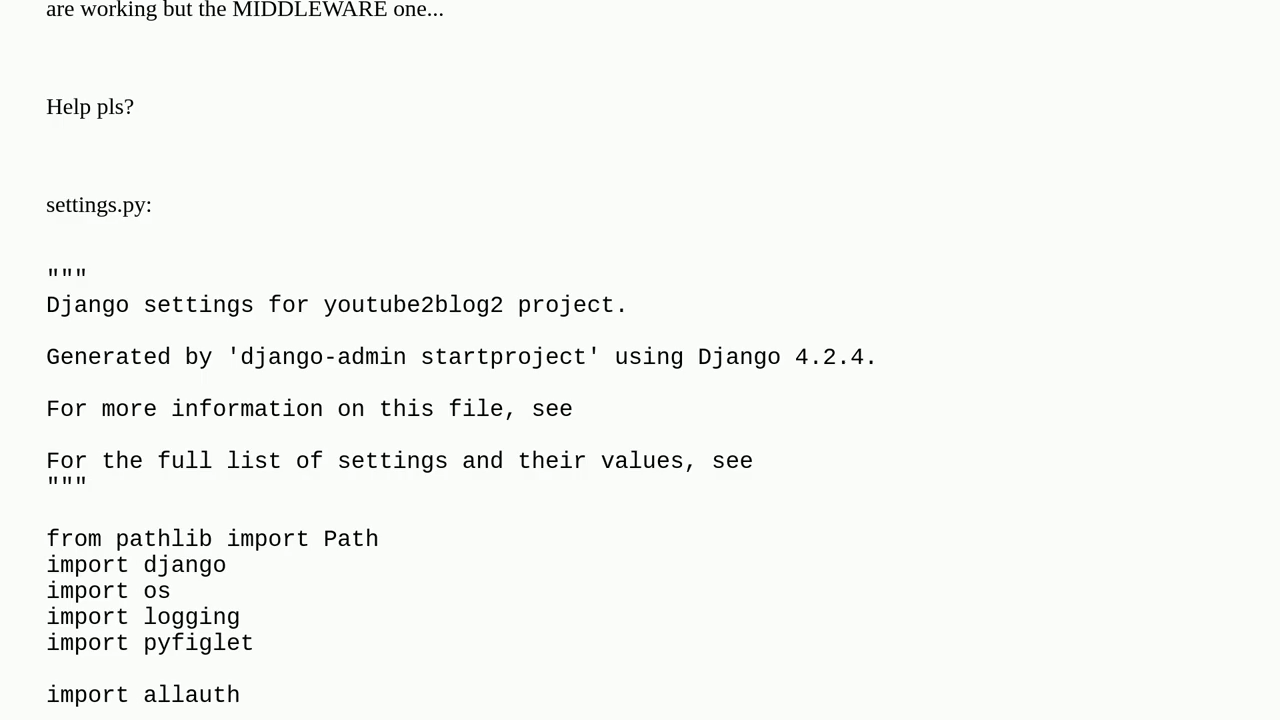 are working but the MIDDLEWARE one...
Help pls?
settings.py:
"""
Django settings for youtube2blog2 project.
Generated by 'django-admin startproject' using Django 4.2.4.
For more information on this file, see
For the full list of settings and their values, see
"""
from pathlib import Path
import django
import os
import logging
import pyfiglet
import allauth